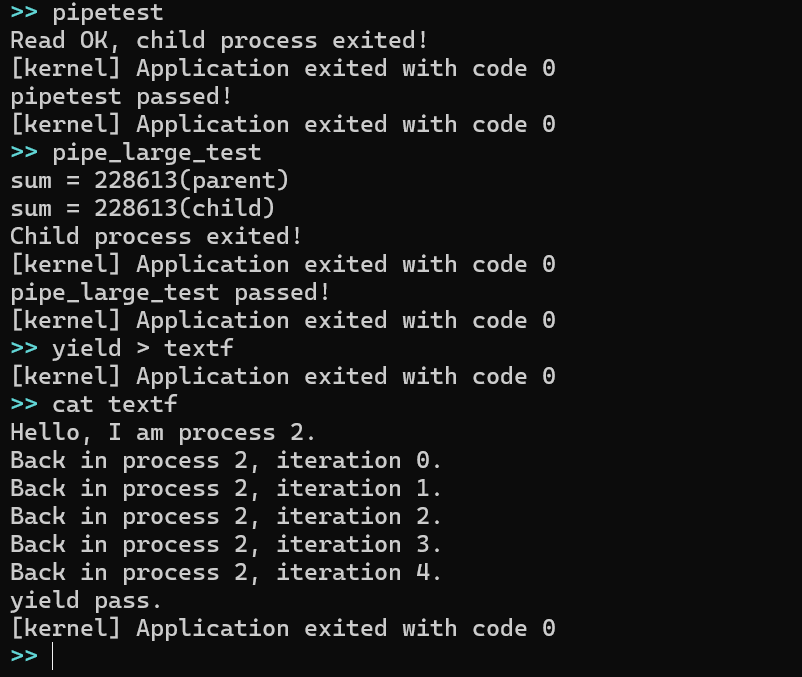 >> pipetest
Read OK, child process exited!
[kernel] Application exited with code 0
pipetest passed!
[kernel] Application exited with code 0
>> pipe_large_test
sum = 228613(parent)
sum = 228613(child)
Child process exited!
[kernel] Application exited with code 0
pipe_large_test passed!
[kernel] Application exited with code 0
>> yield > textf
[kernel] Application exited with code 0
>> cat textf
Hello, I am process 2.
Back in process 2, iteration 0.
Back in process 2, iteration 1.
Back in process 2, iteration 2.
Back in process 2, iteration 3.
Back in process 2, iteration 4.
yield pass.
[kernel] Application exited with code 0
>>